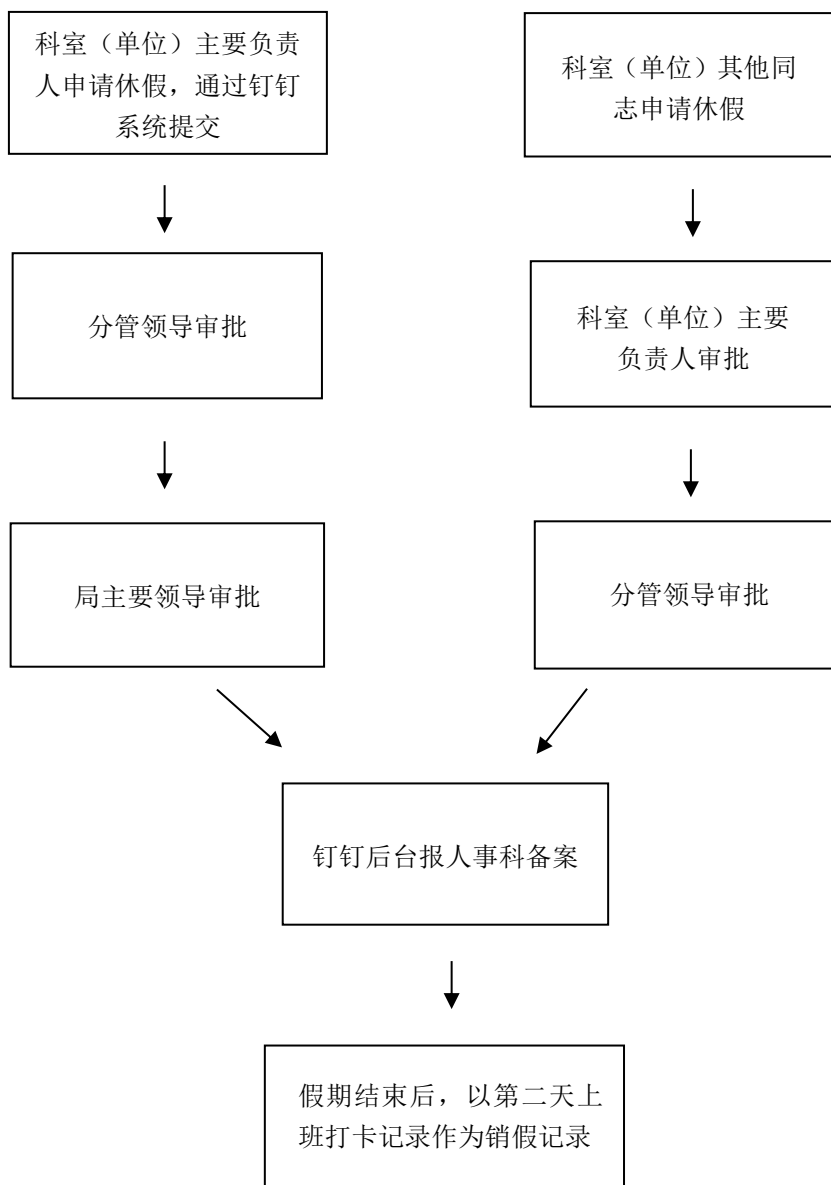 科室（单位）主要负责
人申请休假，通过钉钉
系统提交
科室（单位）其他同
志申请休假
分管领导审批
科室（单位）主要
负责人审批
局主要领导审批
分管领导审批
钉钉后台报人事科备案
假期结束后，以第二天上
班打卡记录作为销假记录